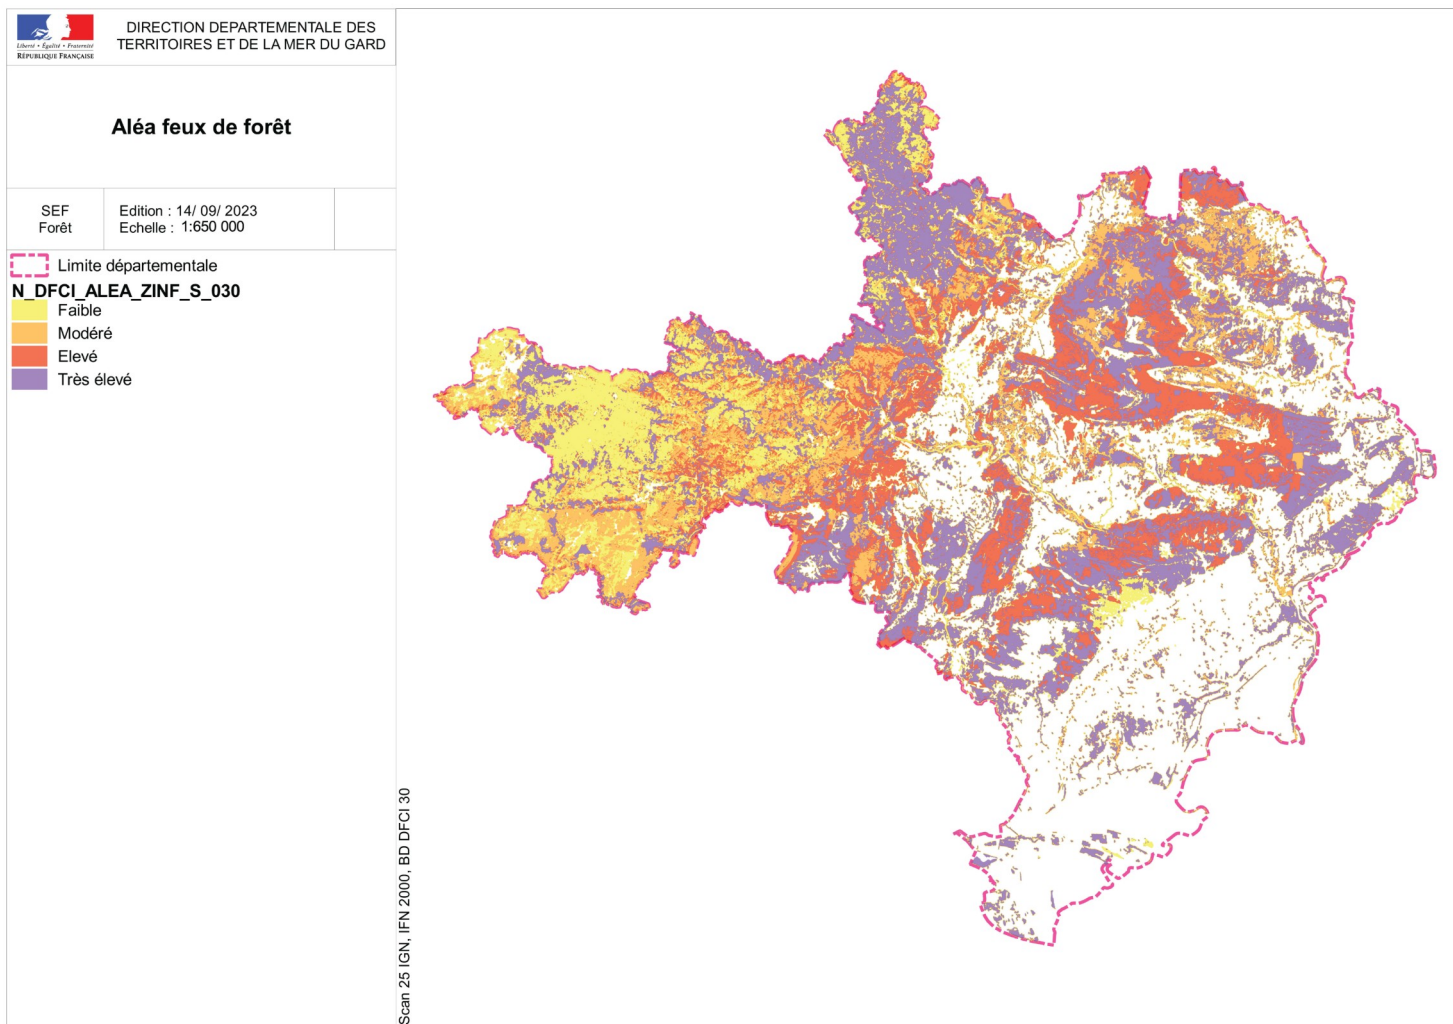 Liberté • Égalité • Fraternité
RÉPUBLIQUE FRANÇAISE
DIRECTION DEPARTEMENTALE DES
TERRITOIRES ET DE LA MER DU GARD
Aléa feux de forêt
SEF
Forêt
Edition : 14/ 09/ 2023
Echelle : 1:650 000
Limite départementale
N_DFCI_ALEA_ZINF_S_030
Faible
Modéré
Elevé
Très élevé
Scan 25 IGN, IFN 2000, BD DFCI 30